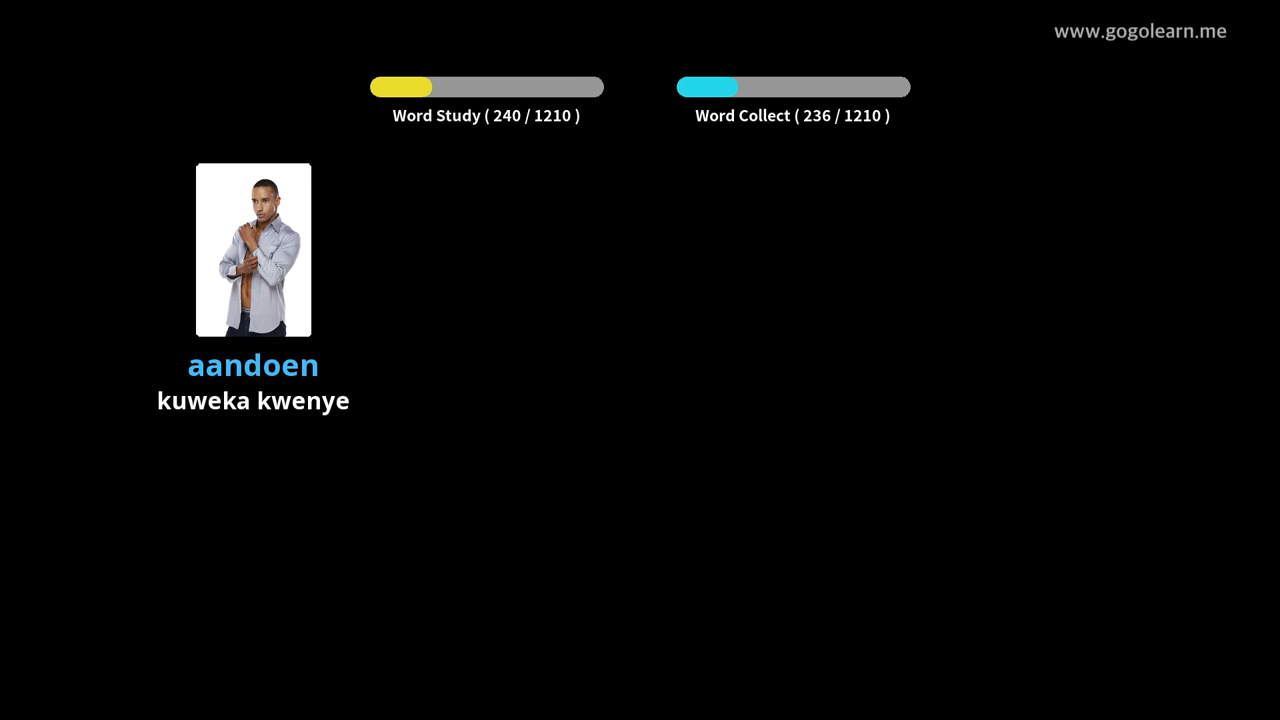 www.gogolearn.me
Word Study ( 240 / 1210 )
Word Collect ( 236 / 1210 )
aandoen
kuweka kwenye